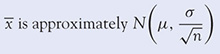 x̄ is approximately N(μ, σ/√n)